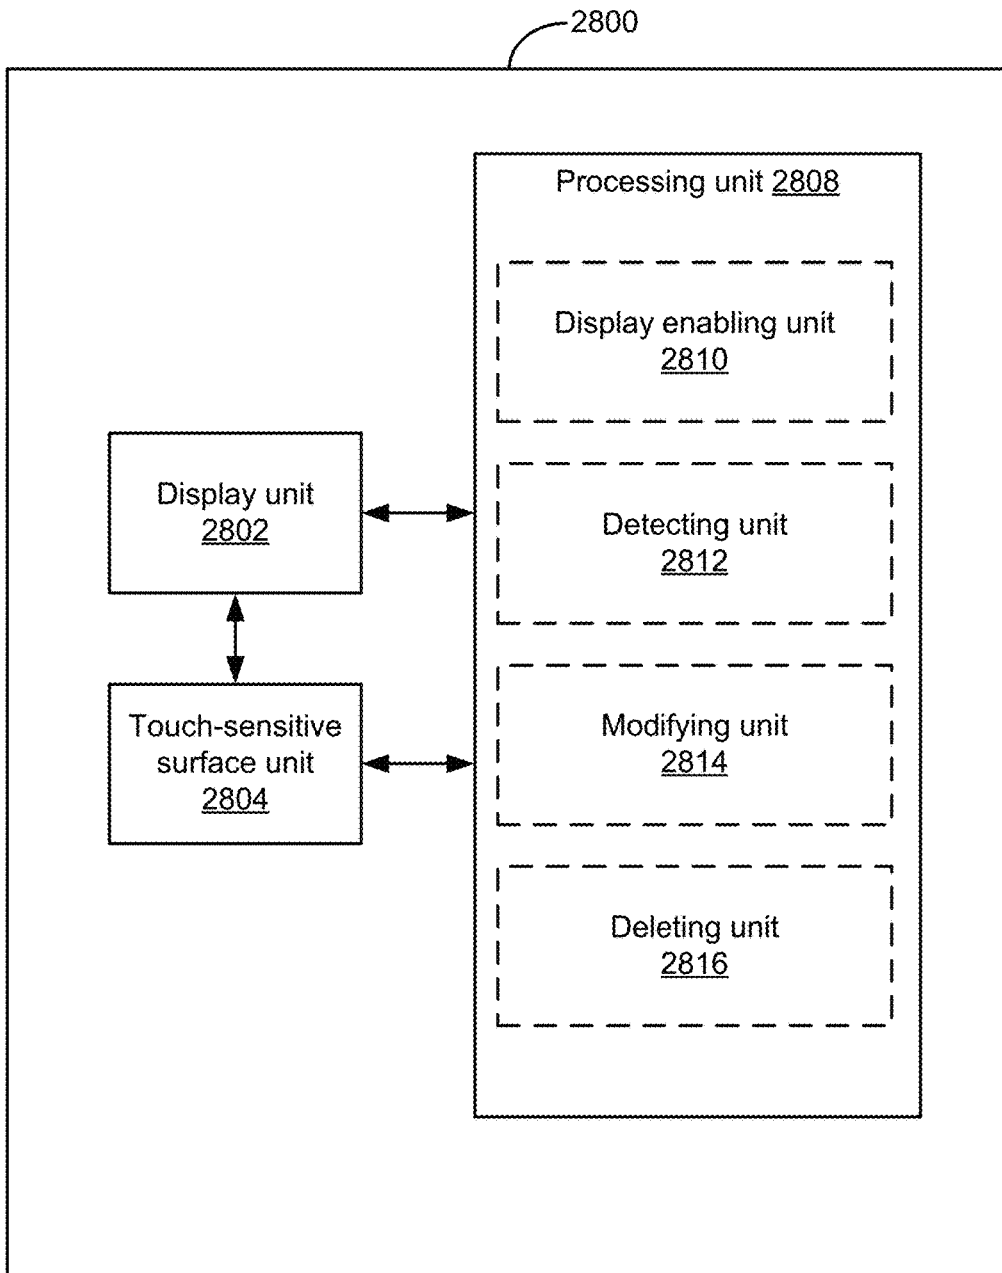 2800
Processing unit 2808
Display enabling unit
2810
Display unit
2802
Detecting unit
2812
Touch-sensitive
surface unit
2804
Modifying unit
2814
Deleting unit
2816